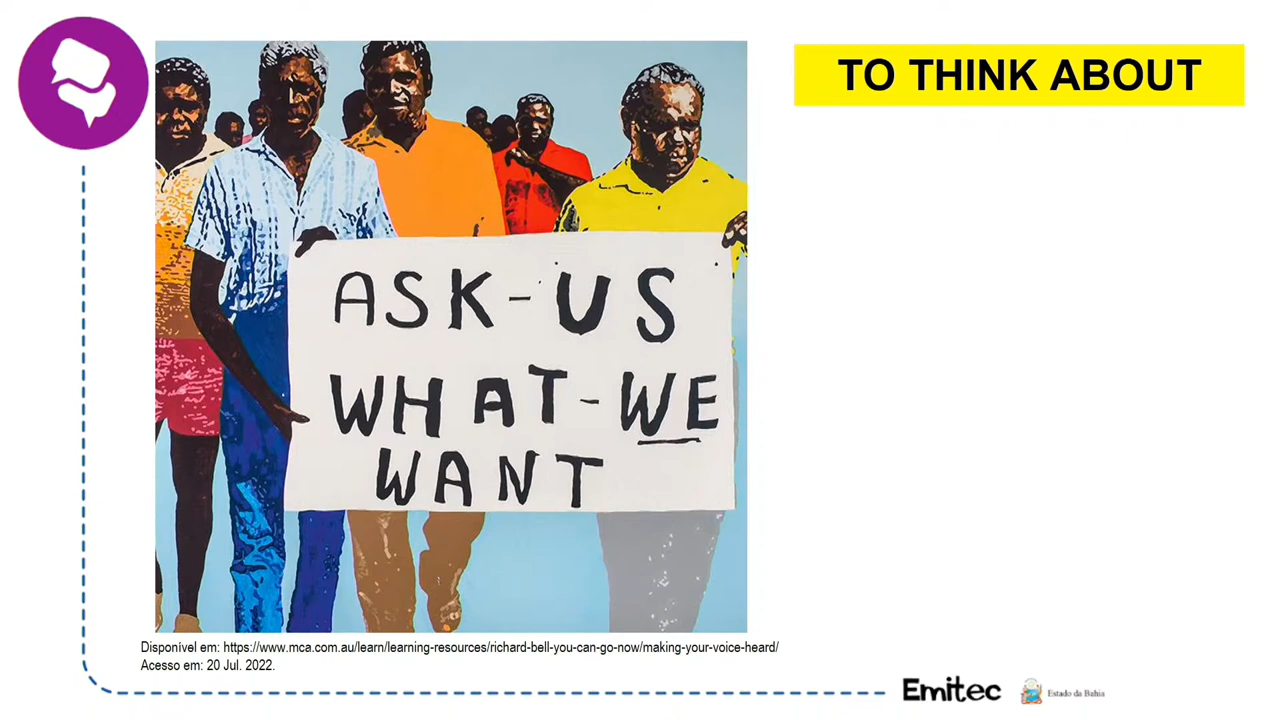 TO THINK ABOUT
ASK-US
WHAT-WE
WANT
Disponível em: https://www.mca.com.au/learn/learning-resources/richard-bell-you-can-go-now/making-your-voice-heard/
Acesso em: 20 Jul. 2022.
Emitec
Estado da Bahia